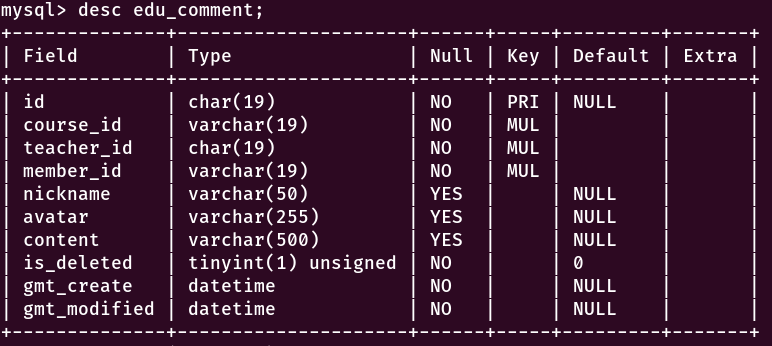 mysql> desc edu_comment;
+--------------+---------------------+------+-----+---------+-------+
| Field        | Type                | Null | Key | Default | Extra |
+--------------+---------------------+------+-----+---------+-------+
| id           | char(19)            | NO   | PRI | NULL    |       |
| course_id    | varchar(19)         | NO   | MUL |         |       |
| teacher_id   | char(19)            | NO   | MUL |         |       |
| member_id    | varchar(19)         | NO   | MUL |         |       |
| nickname     | varchar(50)         | YES  |     | NULL    |       |
| avatar       | varchar(255)        | YES  |     | NULL    |       |
| content      | varchar(500)        | YES  |     | NULL    |       |
| is_deleted   | tinyint(1) unsigned | NO   |     | 0       |       |
| gmt_create   | datetime            | NO   |     | NULL    |       |
| gmt_modified | datetime            | NO   |     | NULL    |       |
+--------------+---------------------+------+-----+---------+-------+